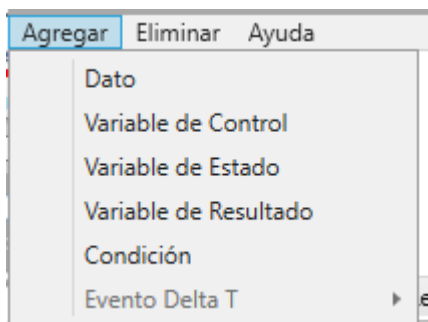 Agregar Eliminar Ayuda
Dato
Variable de Control
Variable de Estado
Variable de Resultado
Condición
Evento Delta T